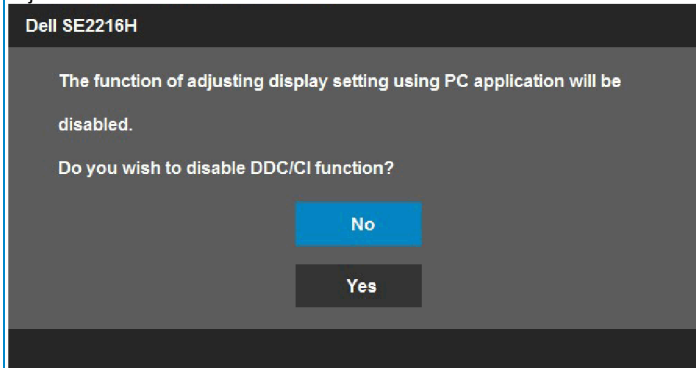 Dell SE2216H
The function of adjusting display setting using PC application will be
disabled.
Do you wish to disable DDC/CI function?
No
Yes